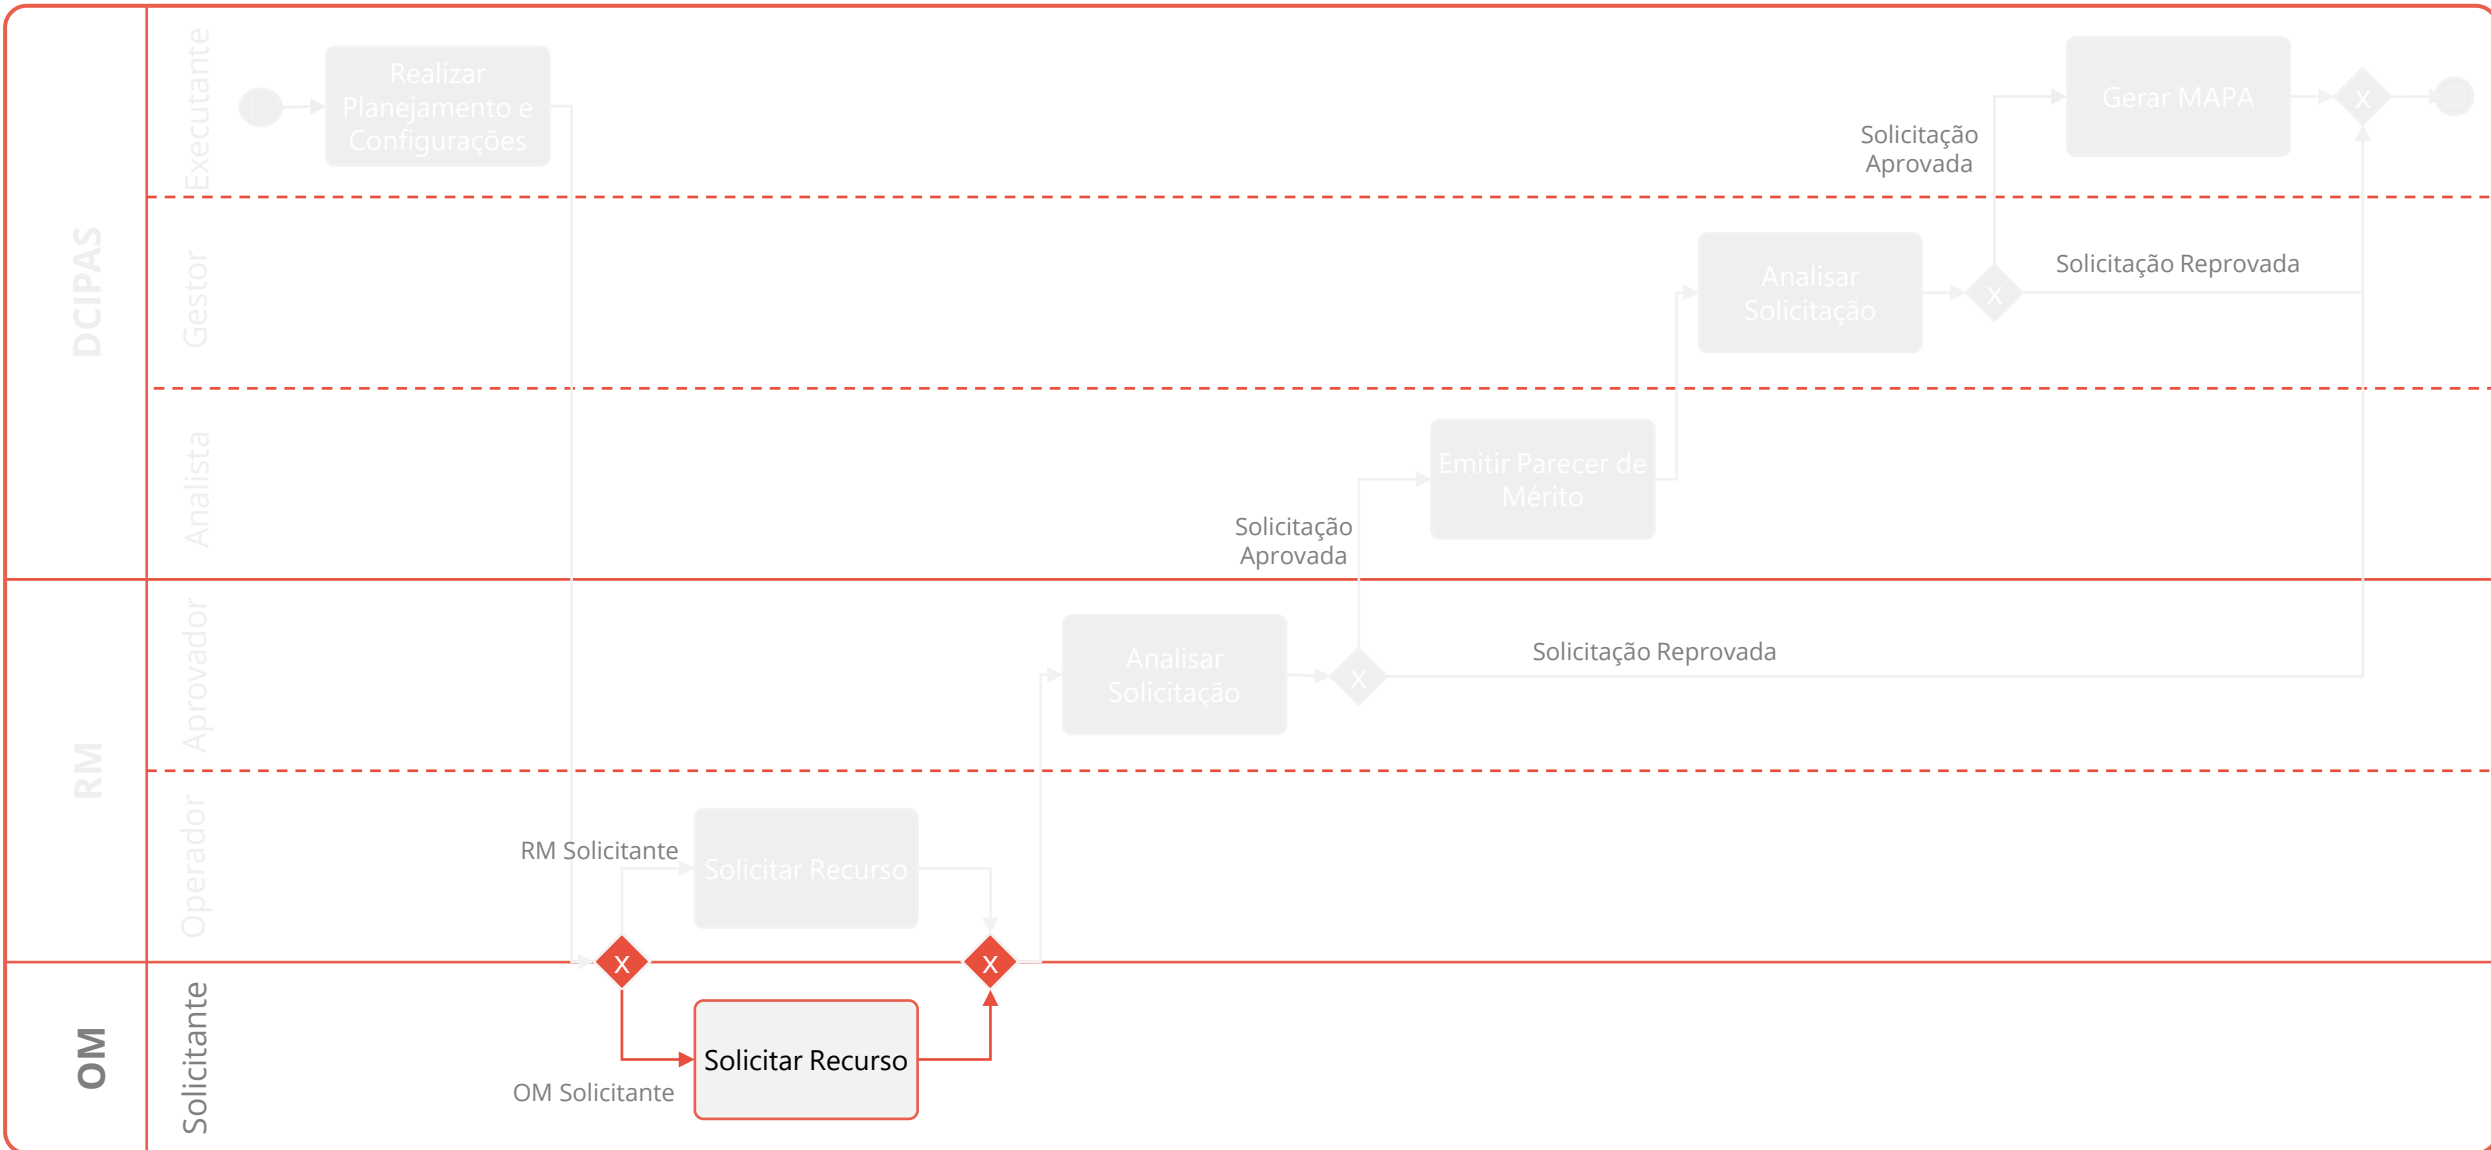 DCIPAS
Executante
Realizar
Planejamento e
Configurações
Solicitação
Aprovada
Gerar MAPA
X
Gestor
Analisar
Solicitação
X
Solicitação Reprovada
Analista
Emitir Parecer de
Mérito
Solicitação
Aprovada
RM
Aprovador
Analisar
Solicitação
X
Solicitação Reprovada
Operador
RM Solicitante
Solicitar Recurso
X
X
OM
Solicitante
Solicitar Recurso
OM Solicitante